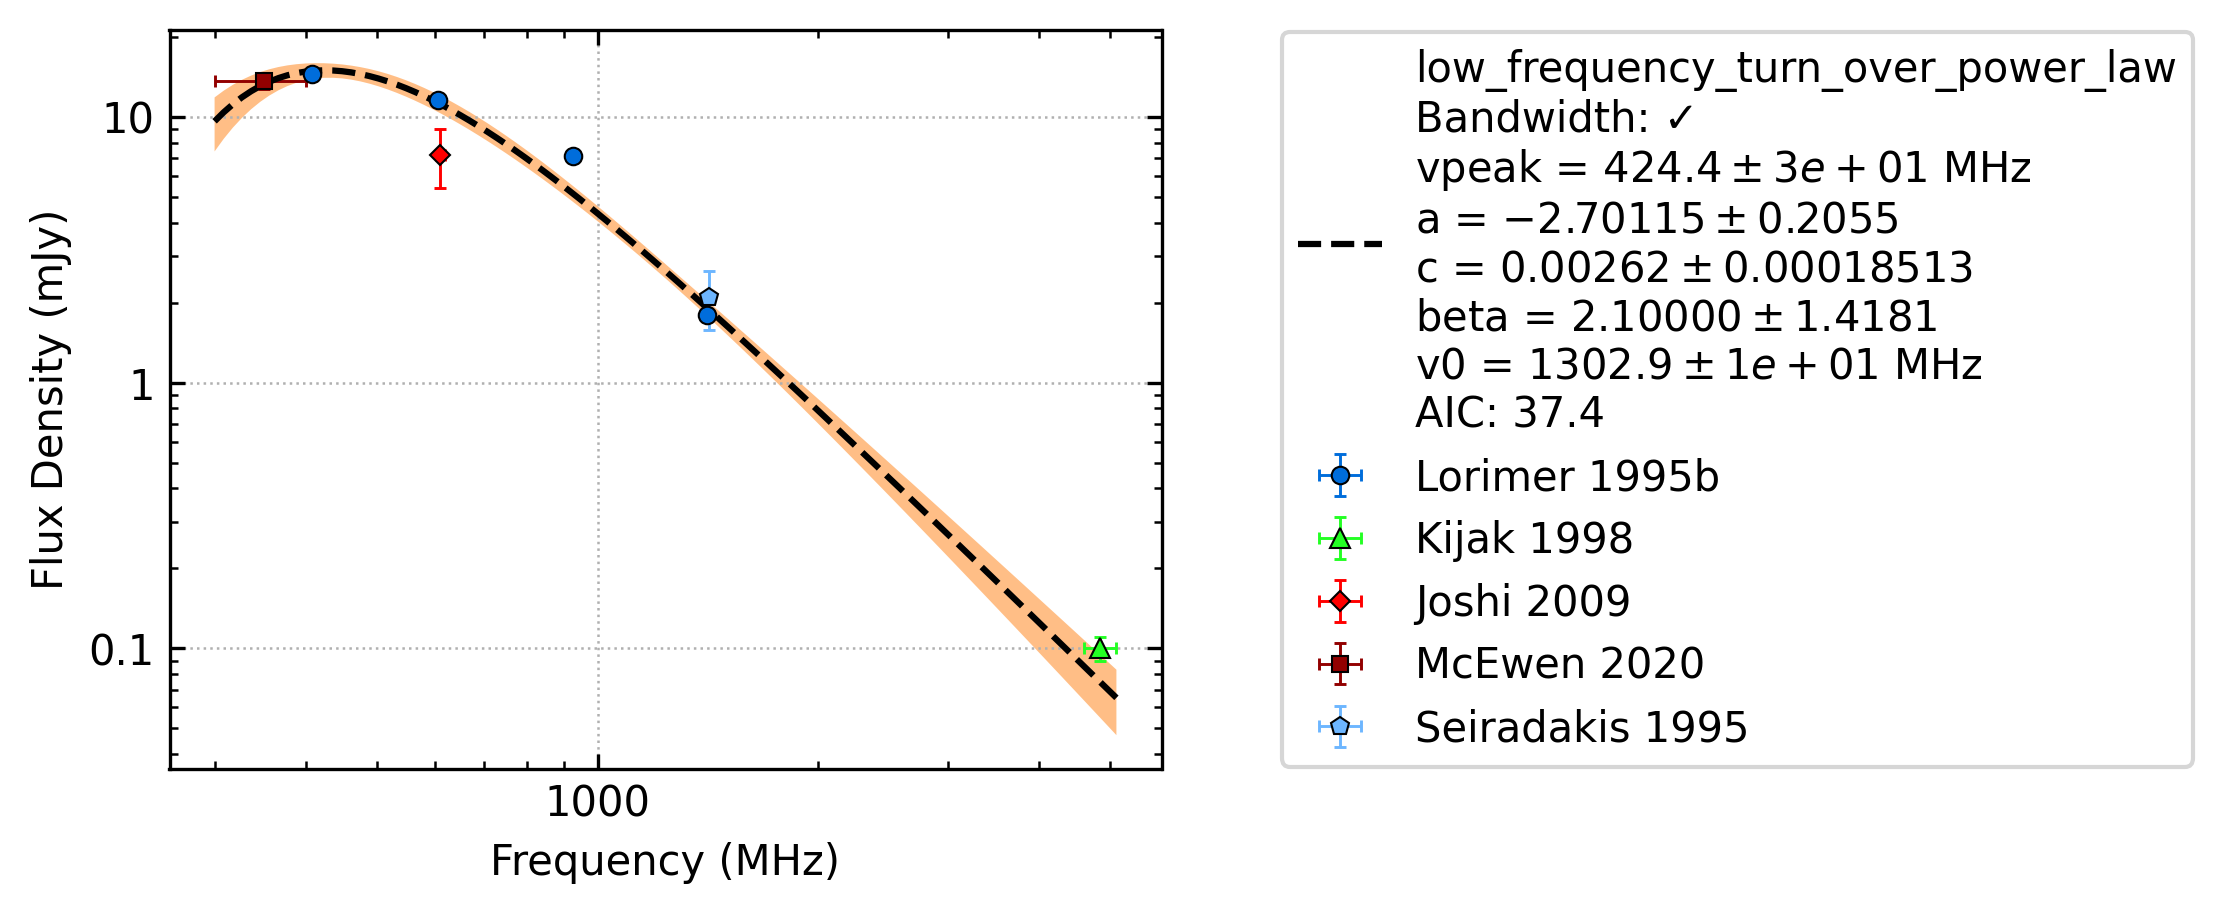 10
1
0.1
Flux Density (mJy)
1000
Frequency (MHz)
low_frequency_turn_over_power_law
Bandwidth: ✓
vpeak = 424.4 ± 3e + 01 MHz
a = −2.70115 ± 0.2055
c = 0.00262 ± 0.00018513
beta = 2.10000 ± 1.4181
v0 = 1302.9 ± 1e + 01 MHz
AIC: 37.4
Lorimer 1995b
Kijak 1998
Joshi 2009
McEwen 2020
Seiradakis 1995